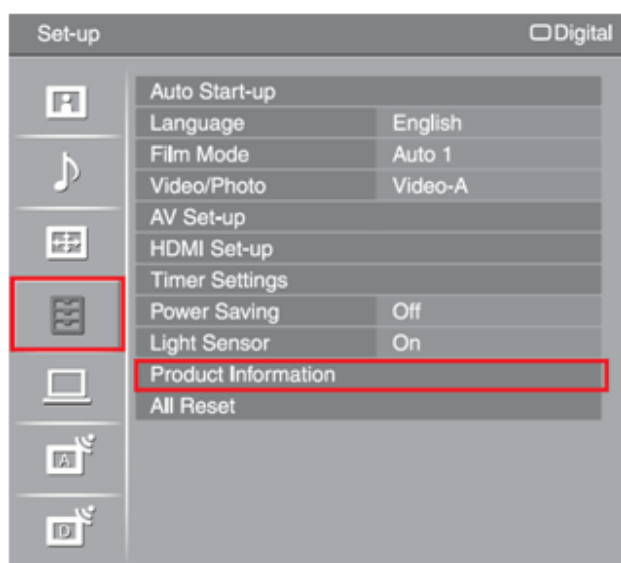 Set-up Digital
Auto Start-up
Language English
Film Mode Auto 1
Video/Photo Video-A
AV Set-up
HDMI Set-up
Timer Settings
Power Saving Off
Light Sensor On
Product Information
All Reset
A
D